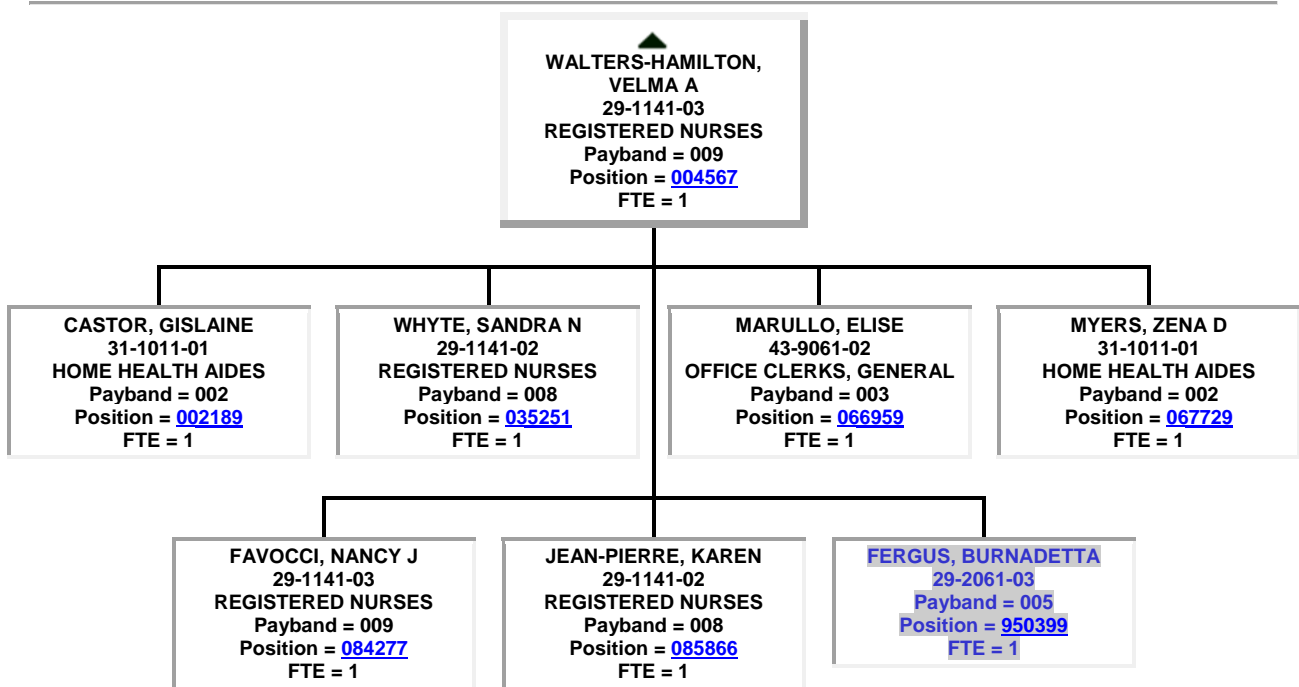 WALTERS-HAMILTON,
VELMA A
29-1141-03
REGISTERED NURSES
Payband = 009
Position = 004567
FTE = 1
CASTOR, GISLAINE
31-1011-01
HOME HEALTH AIDES
Payband = 002
Position = 002189
FTE = 1
WHYTE, SANDRA N
29-1141-02
REGISTERED NURSES
Payband = 008
Position = 035251
FTE = 1
MARULLO, ELISE
43-9061-02
OFFICE CLERKS, GENERAL
Payband = 003
Position = 066959
FTE = 1
MYERS, ZENA D
31-1011-01
HOME HEALTH AIDES
Payband = 002
Position = 067729
FTE = 1
FAVOCCI, NANCY J
29-1141-03
REGISTERED NURSES
Payband = 009
Position = 084277
FTE = 1
JEAN-PIERRE, KAREN
29-1141-02
REGISTERED NURSES
Payband = 008
Position = 085866
FTE = 1
FERGUS, BURNADETTA
29-2061-03
Payband = 005
Position = 950399
FTE = 1